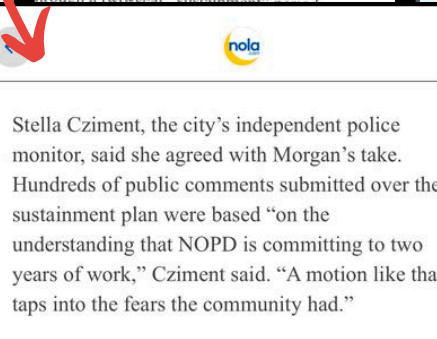 nola
.com
Stella Cziment, the city’s independent police
monitor, said she agreed with Morgan’s take.
Hundreds of public comments submitted over the
sustainment plan were based “on the
understanding that NOPD is committing to two
years of work,” Cziment said. “A motion like tha
taps into the fears the community had.”